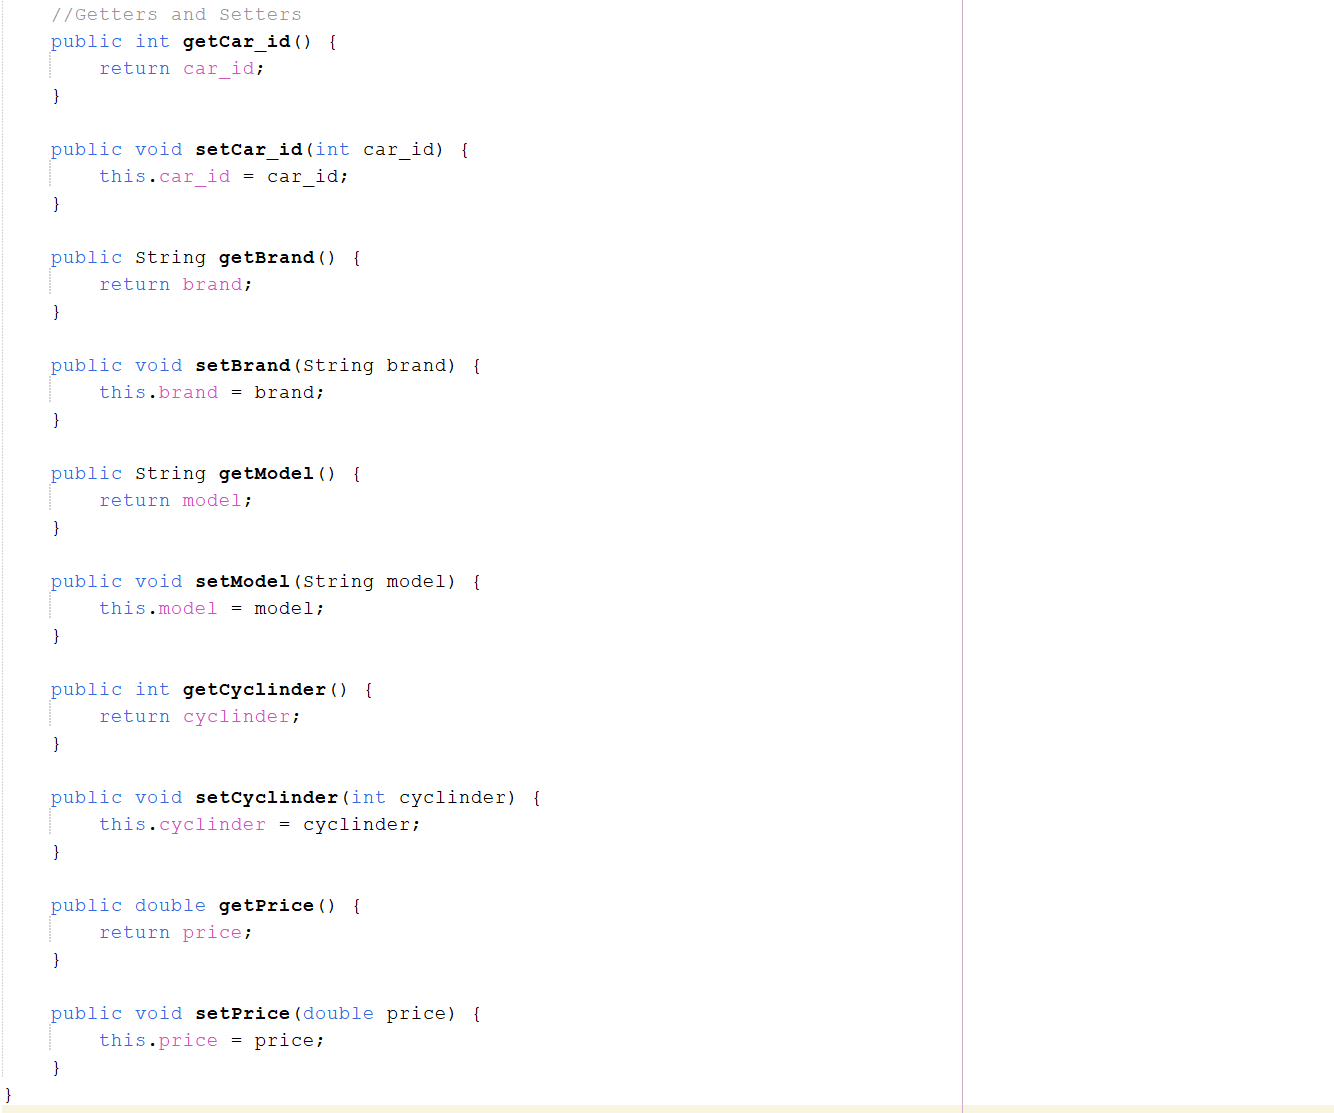 //Getters and Setters
public int getCar_id() {
return car_id;
}
public void setCar_id(int car_id) {
this.car_id = car_id;
}
public String getBrand() {
return brand;
}
public void setBrand(String brand) {
this.brand = brand;
}
public String getModel() {
return model;
}
public void setModel(String model) {
this.model = model;
}
public int getCyclinder() {
return cyclinder;
}
public void setCyclinder(int cyclinder) {
this.cyclinder = cyclinder;
}
public double getPrice() {
return price;
}
public void setPrice(double price) {
this.price = price;
}
}